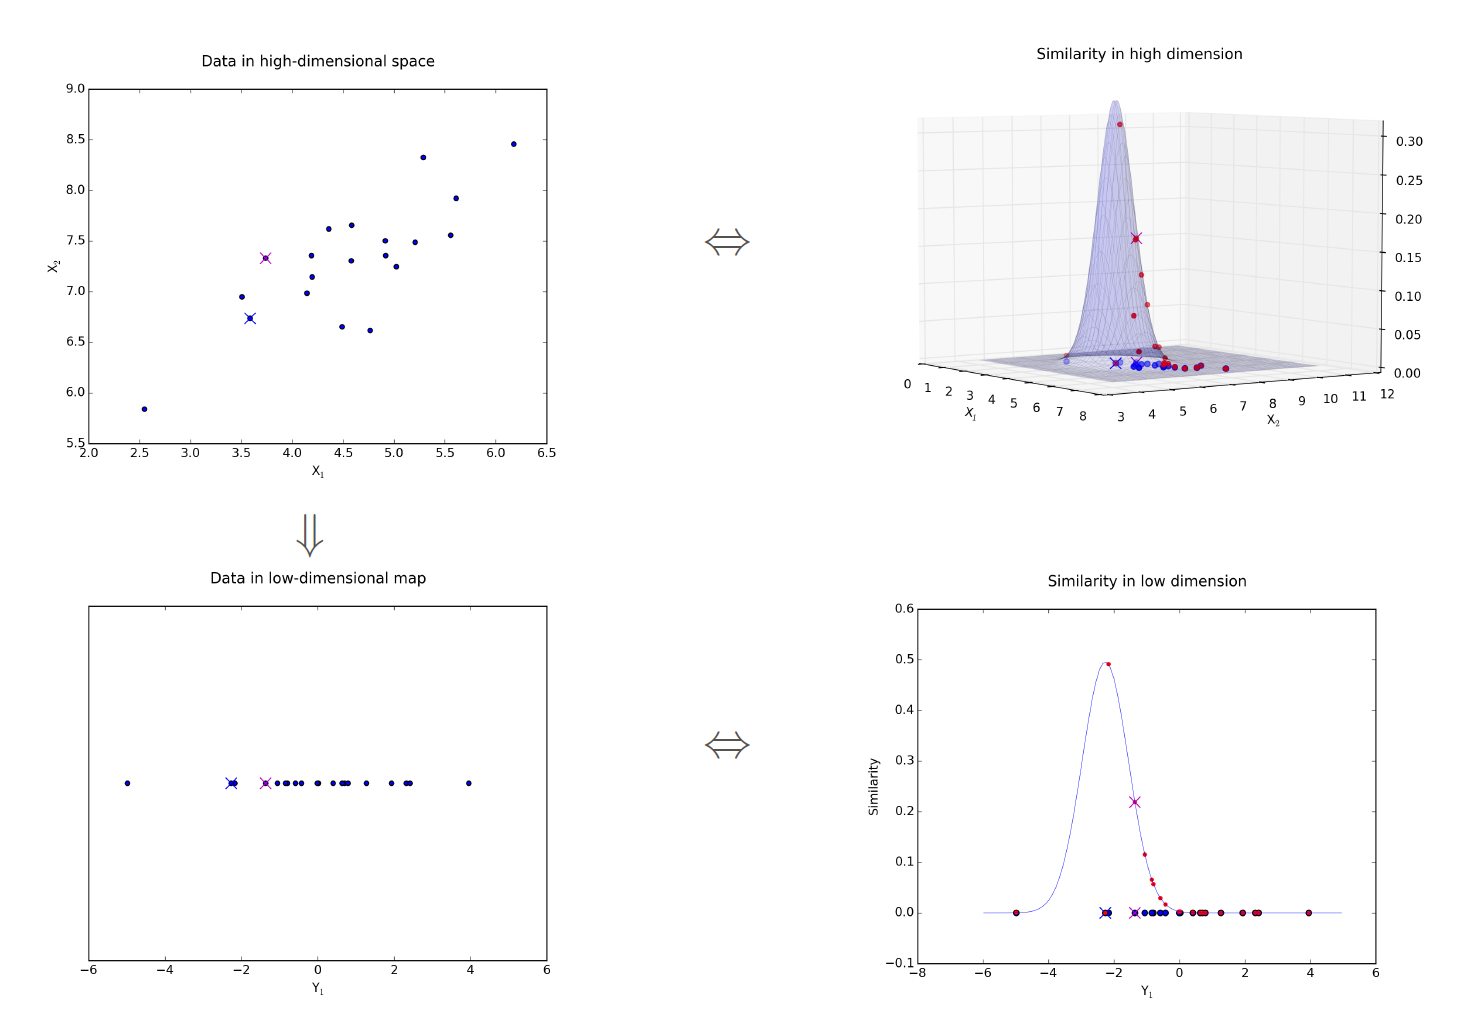 Data in high-dimensional space
9.0
8.5
8.0
7.5
7.0
6.5
6.0
5.5
X2
2.0 2.5 3.0 3.5 4.0 4.5 5.0 5.5 6.0 6.5
X1
Similarity in high dimension
0.30
0.25
0.20
0.15
0.10
0.05
0.00
0 1 2 3 4 5 6 7 8
X1
3 4 5 6 7 8 9 10 11 12
X2
⇔
⇓
Data in low-dimensional map
−6 −4 −2 0 2 4 6
Y1
⇔
Similarity in low dimension
0.6
0.5
0.4
0.3
0.2
0.1
0.0
−0.1
Similarity
−8 −6 −4 −2 0 2 4 6
Y1